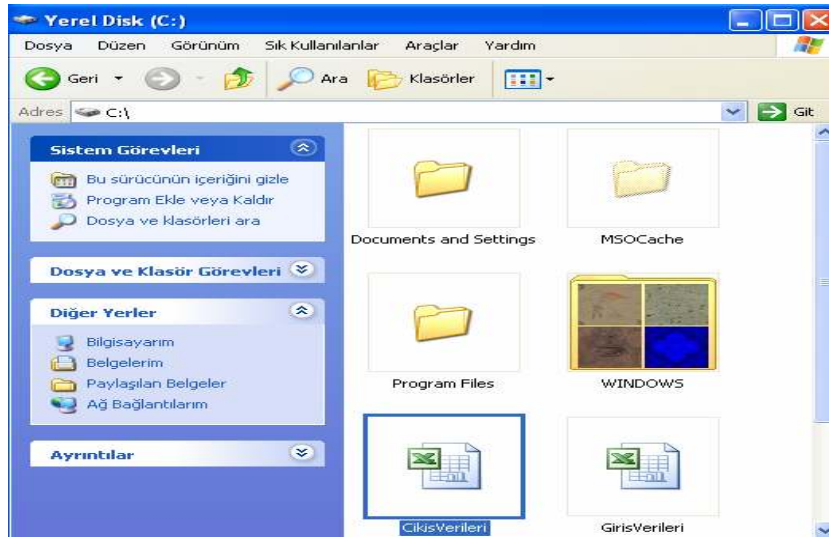 Yerel Disk (C:)
Dosya Düzen Görünüm Sık Kullanılanlar Araçlar Yardım
Geri Ara Klasörler
Adres C:\ Git
Sistem Görevleri
Bu sürücünün içeriğini gizle
Program Ekle veya Kaldır
Dosya ve klasörleri ara
Dosya ve Klasör Görevleri
Diğer Yerler
Bilgisayarım
Belgelerim
Paylaşılan Belgeler
Ağ Bağlantılarım
Ayrıntılar
Documents and Settings MSOCache
Program Files WINDOWS
CikisVerileri GirisVerileri